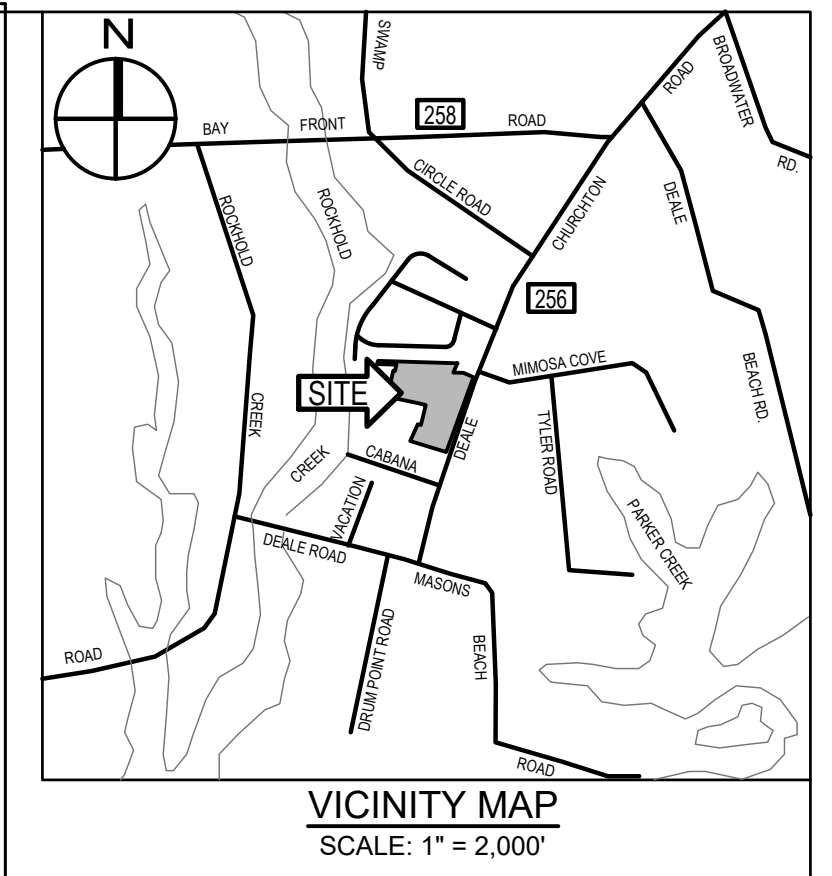 N
SWAMP
BROADWATER
RD.
ROAD
258
BAY FRONT ROAD
CIRCLE ROAD
ROCKHOLD
ROCKHOLD
CHURCHTON
DEALE
256
MIMOSA COVE
BEACH RD.
SITE
CREEK
CREEK
CABANA
DEALE
TYLER ROAD
VACATION
DEALE ROAD
MASONS
PARKER CREEK
ROAD
DRUM POINT ROAD
BEACH
ROAD
VICINITY MAP
SCALE: 1" = 2,000'